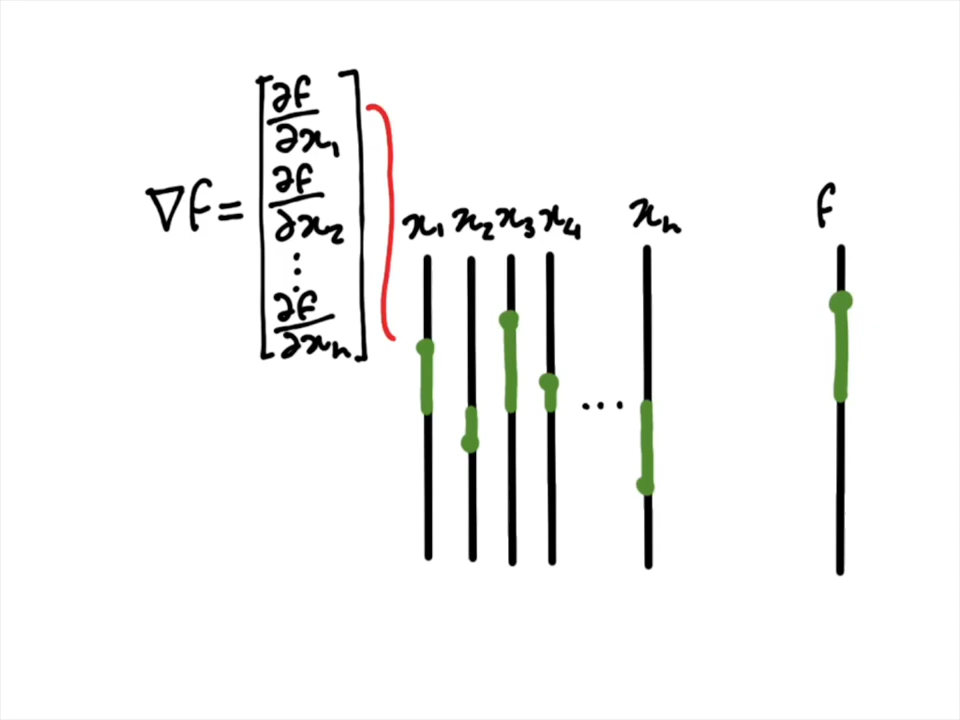 ∇f = [∂f/∂x₁
∂f/∂x₂
⋮
∂f/∂xₙ]
x₁ x₂ x₃ x₄ ... xₙ f